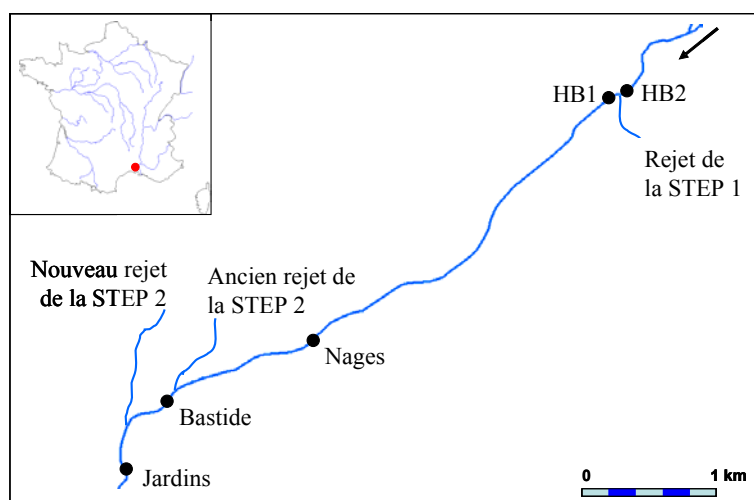 HB1
HB2
Rejet de
la STEP 1
Nouveau rejet
de la STEP 2
Ancien rejet de
la STEP 2
Nages
Bastide
Jardins
0
1 km